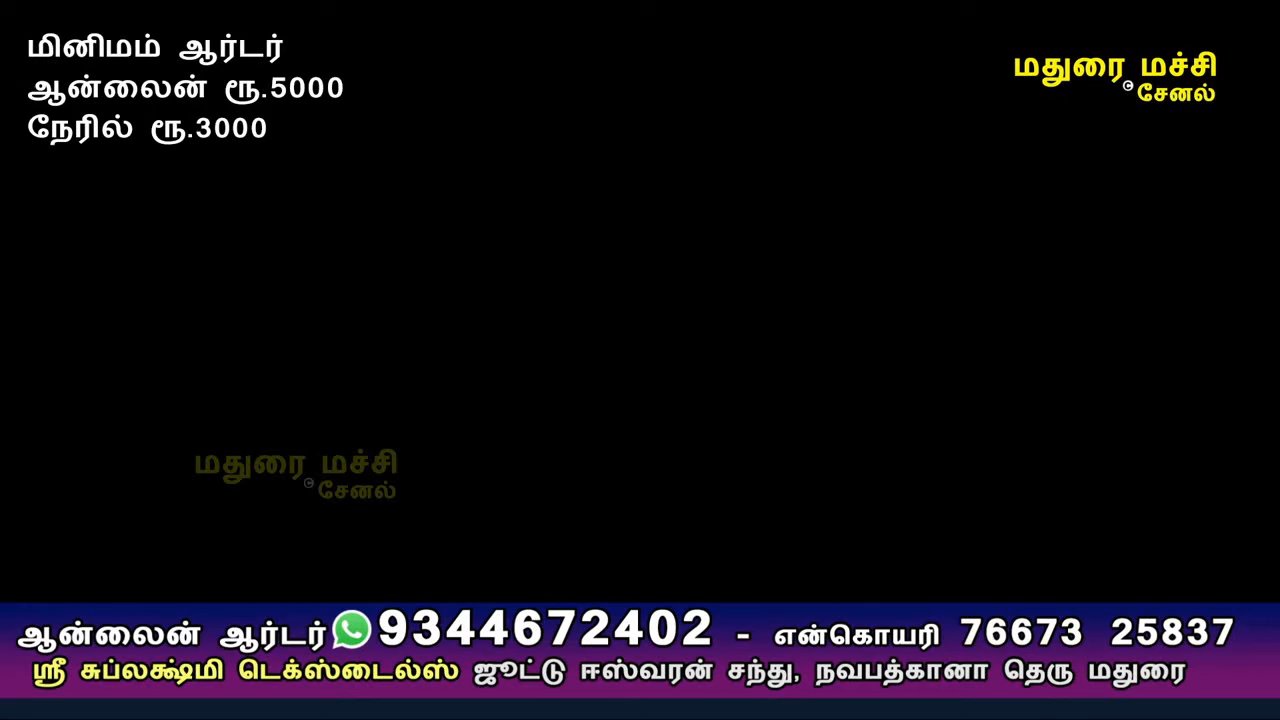 மினிமம் ஆர்டர்
ஆன்லைன் ரூ.5000
நேரில் ரூ.3000
மதுரை மச்சி
© சேனல்
மதுரை மச்சி
© சேனல்
ஆன்லைன் ஆர்டர் 9344672402 - என்கொயரி 76673 25837
ஸ்ரீ சுப்லக்ஷ்மி டெக்ஸ்டைல்ஸ் ஜூட்டு ஈஸ்வரன் சந்து, நவபத்கானா தெரு மதுரை